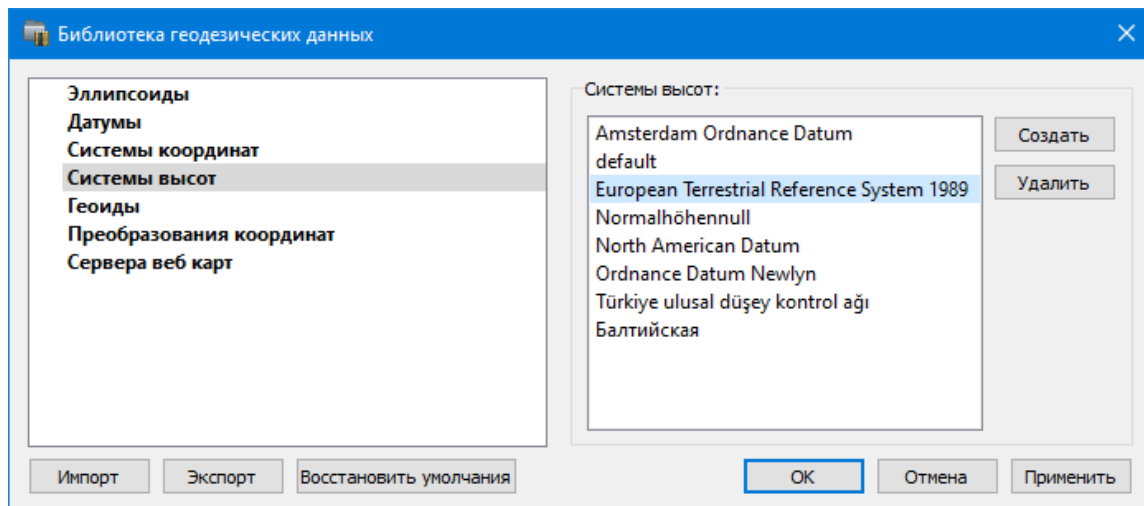 Библиотека геодезических данных
Эллипсоиды
Датумы
Системы координат
Системы высот
Геоиды
Преобразования координат
Сервера веб карт
Системы высот:
Amsterdam Ordnance Datum
default
European Terrestrial Reference System 1989
Normalhöhennull
North American Datum
Ordnance Datum Newlyn
Türkiye ulusal düşey kontrol ağı
Балтийская
Создать
Удалить
Импорт
Экспорт
Восстановить умолчания
OK
Отмена
Применить